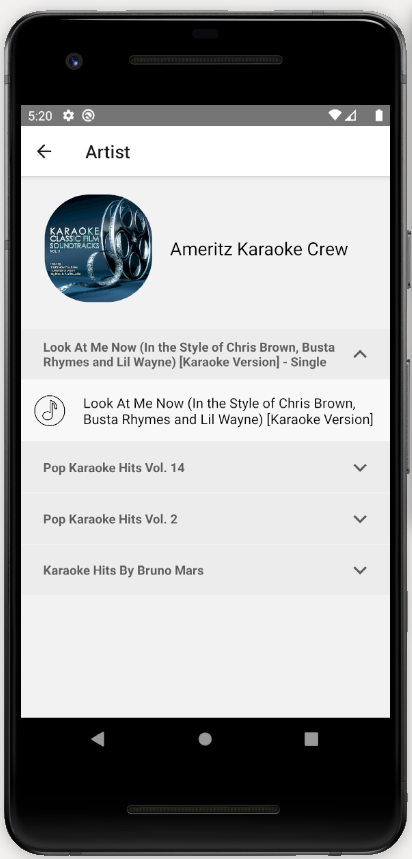 5:20
Artist
KARAOKE
CLASSIC FILM
SOUNDTRACKS
VOL. 1
Ameritz Karaoke Crew
Look At Me Now (In the Style of Chris Brown, Busta
Rhymes and Lil Wayne) [Karaoke Version] - Single
Look At Me Now (In the Style of Chris Brown,
Busta Rhymes and Lil Wayne) [Karaoke Version]
Pop Karaoke Hits Vol. 14
Pop Karaoke Hits Vol. 2
Karaoke Hits By Bruno Mars